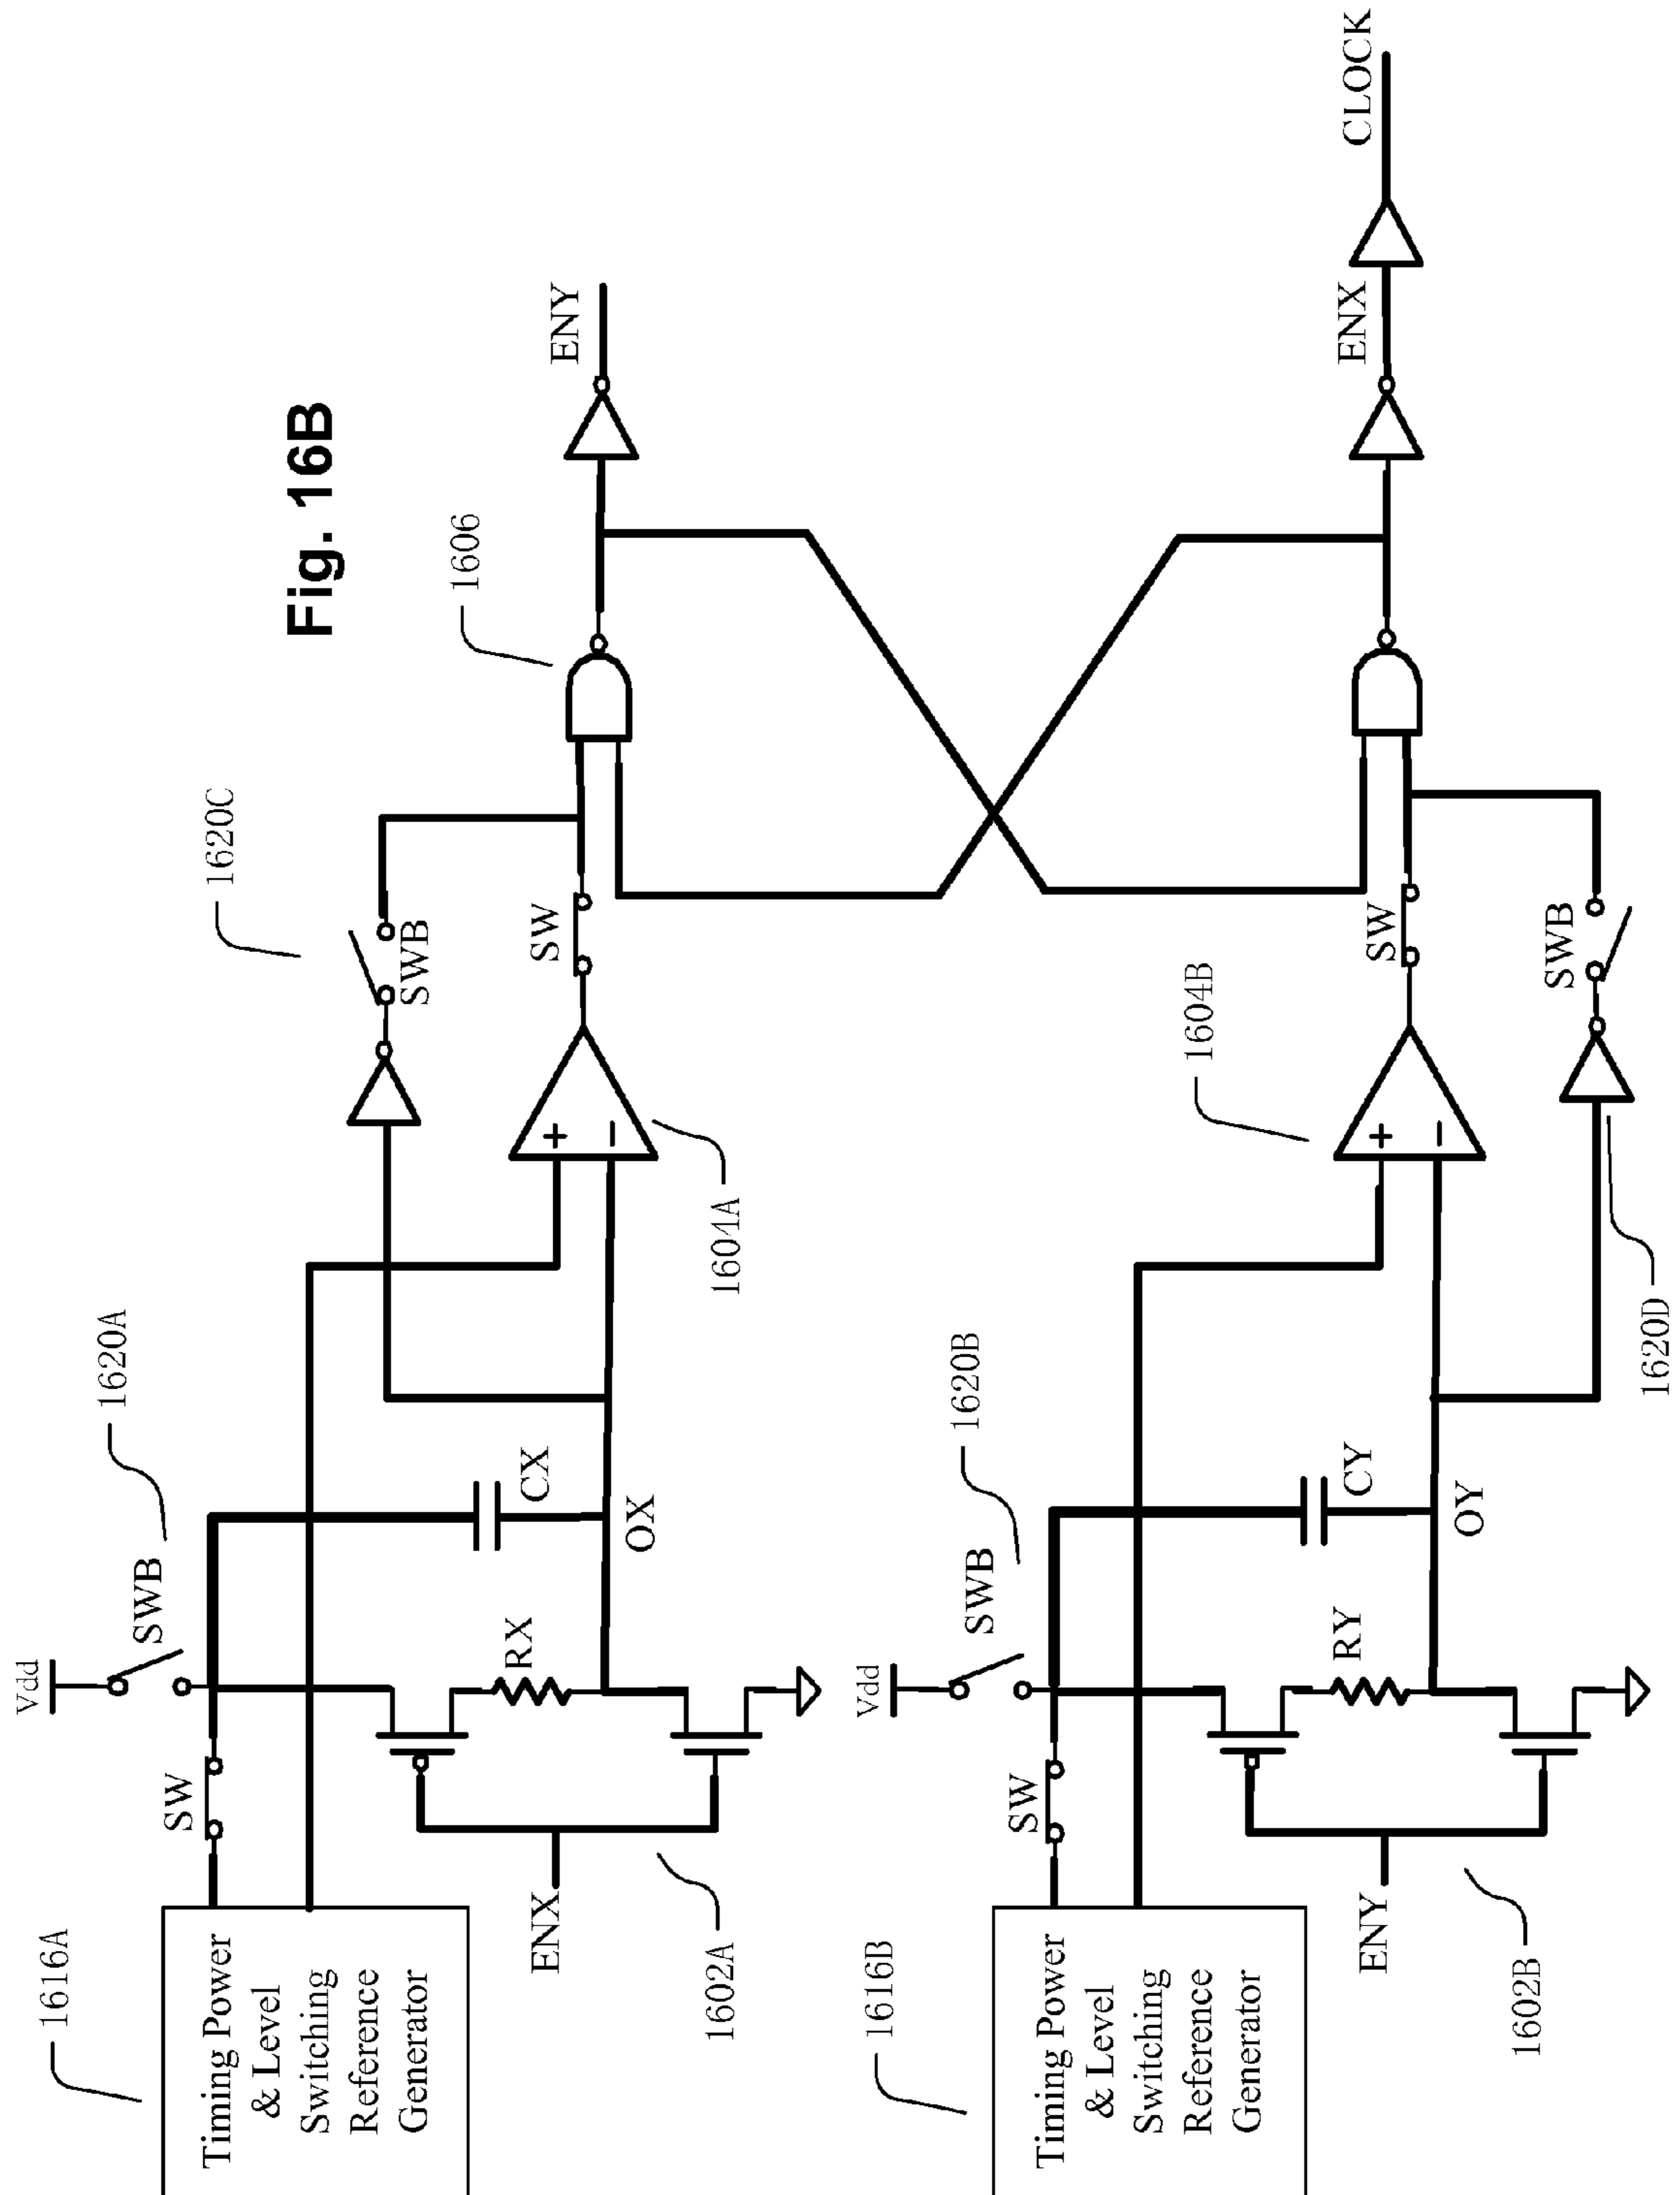 Fig. 16B
1616A
Timing Power
& Level
Switching
Reference
Generator
Vdd
SWB
1620A
SW
RX
CX
OX
ENX
1602A
1620C
SWB
SW
1604A
1606
ENY
1616B
Timing Power
& Level
Switching
Reference
Generator
Vdd
SWB
1620B
SW
RY
CY
OY
ENY
1602B
1604B
SW
SWB
1620D
ENX
CLOCK